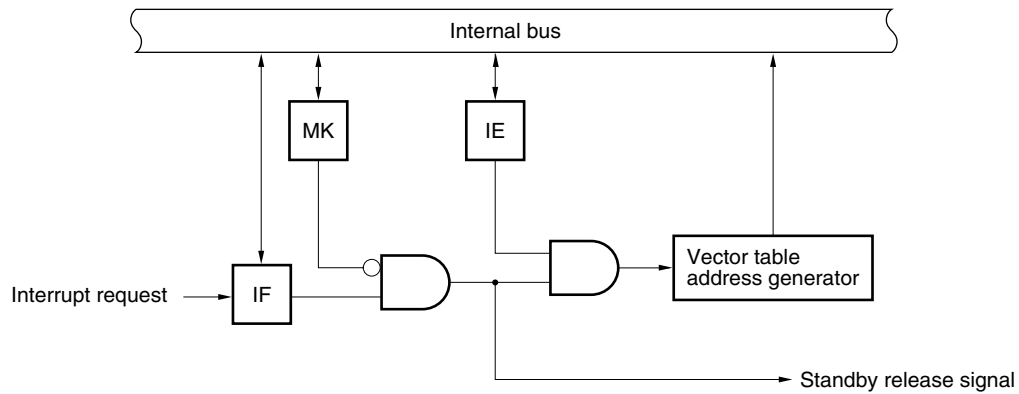 Internal bus
MK
IE
Vector table
address generator
Interrupt request
IF
Standby release signal